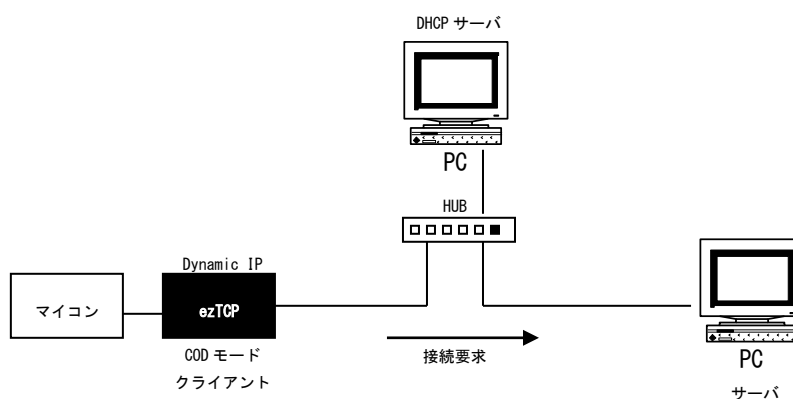 DHCP サーバ
PC
HUB
Dynamic IP
マイコン
ezTCP
COD モード
クライアント
接続要求
PC
サーバ